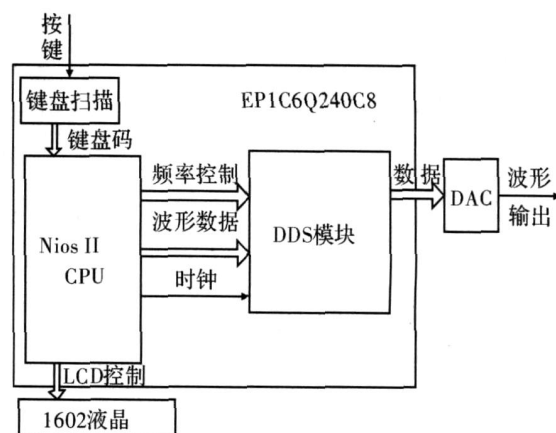 按
键
键盘扫描
EP1C6Q240C8
键盘码
频率控制
数据
波形
DAC
输出
波形数据
DDS模块
Nios II
CPU
时钟
LCD控制
1602液晶